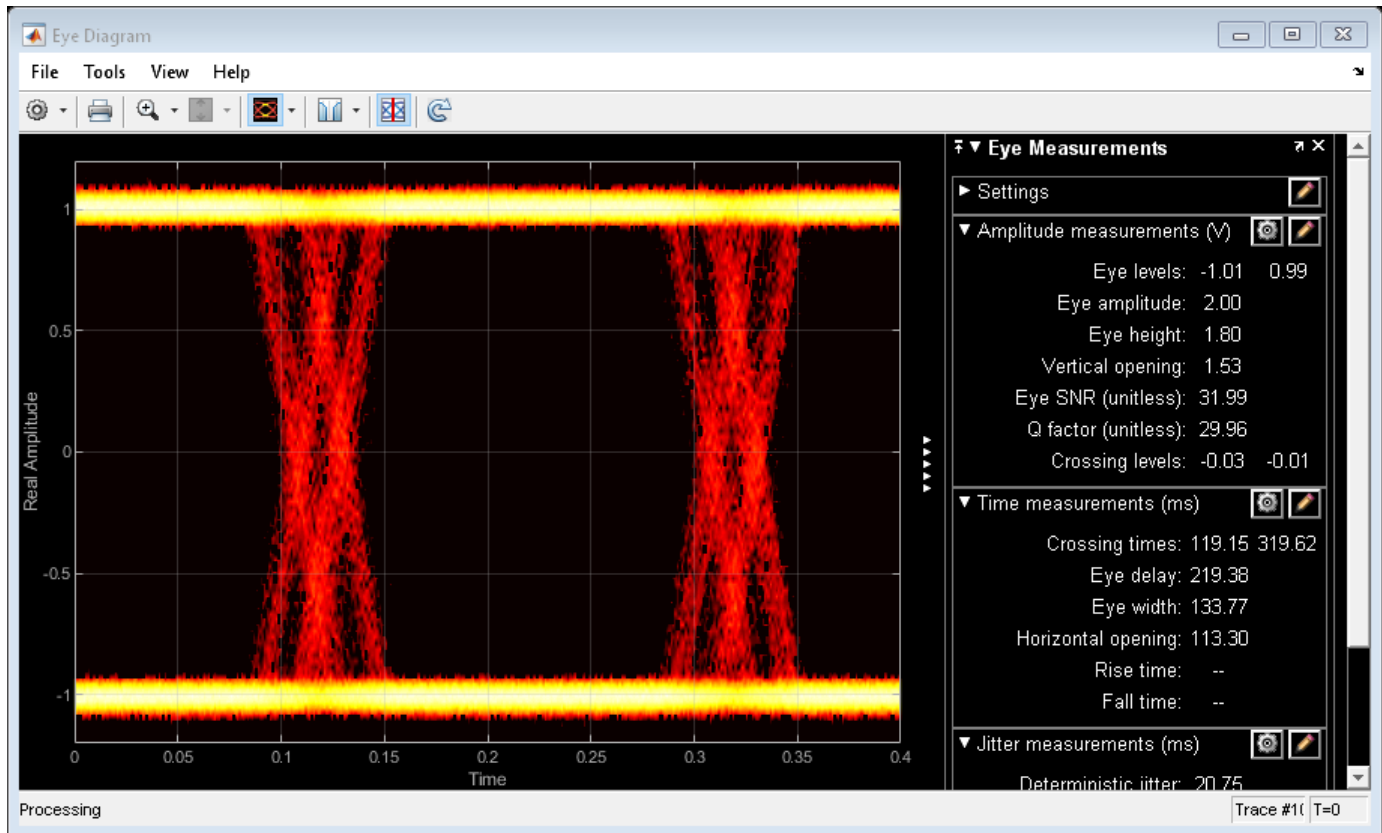 Eye Diagram
File Tools View Help
Eye Measurements
Settings
Amplitude measurements (V)
Eye levels: -1.01 0.99
Eye amplitude: 2.00
Eye height: 1.80
Vertical opening: 1.53
Eye SNR (unitless): 31.99
Q factor (unitless): 29.96
Crossing levels: -0.03 -0.01
Time measurements (ms)
Crossing times: 119.15 319.62
Eye delay: 219.38
Eye width: 133.77
Horizontal opening: 113.30
Rise time: --
Fall time: --
Jitter measurements (ms)
Deterministic jitter: 20.75
Real Amplitude
1
0.5
0
-0.5
-1
0 0.05 0.1 0.15 0.2 0.25 0.3 0.35 0.4
Time
Processing
Trace #1( T=0